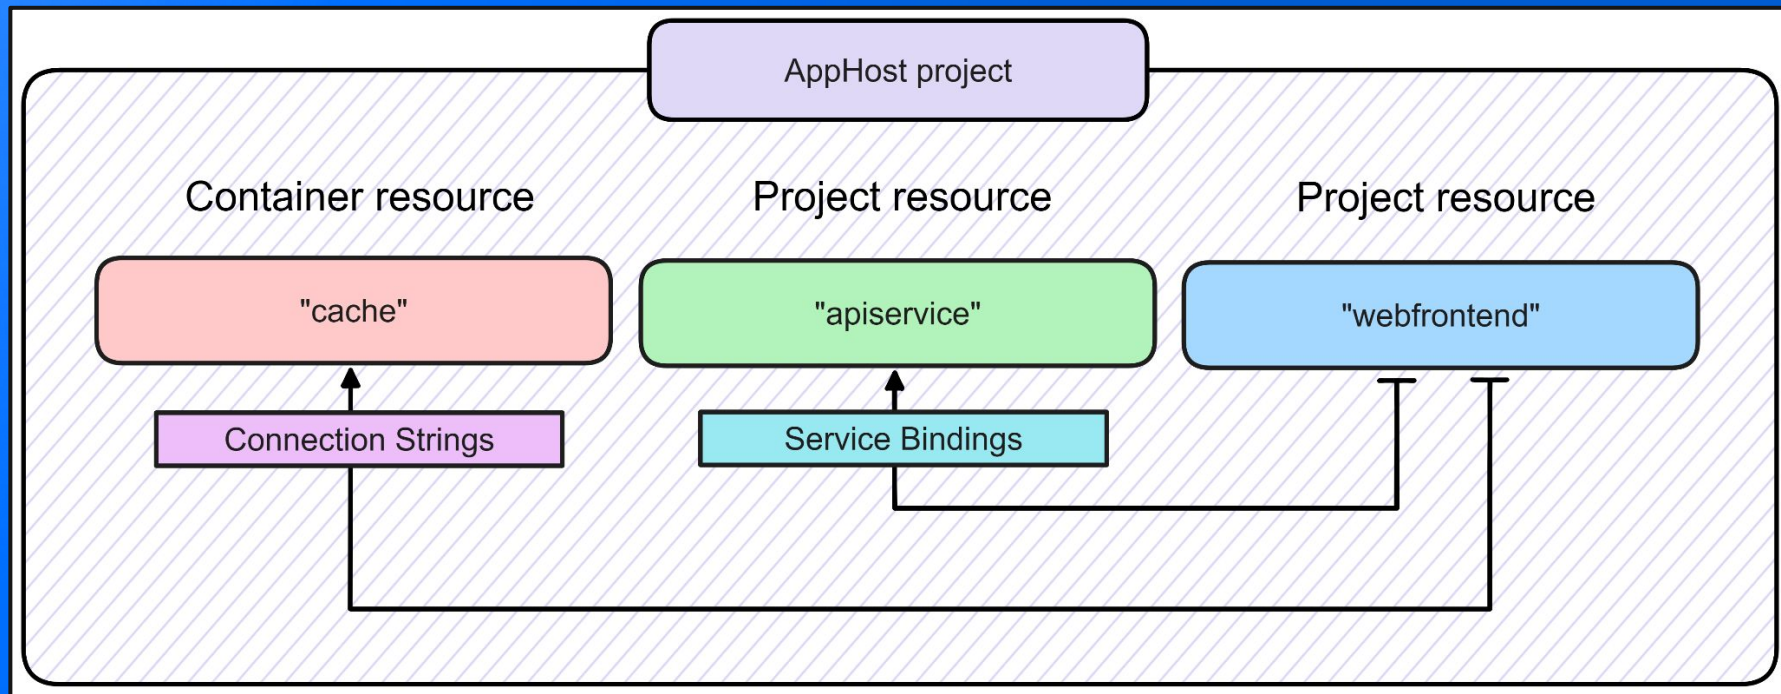 AppHost project
Container resource
Project resource
Project resource
"cache"
"apiservice"
"webfrontend"
Connection Strings
Service Bindings